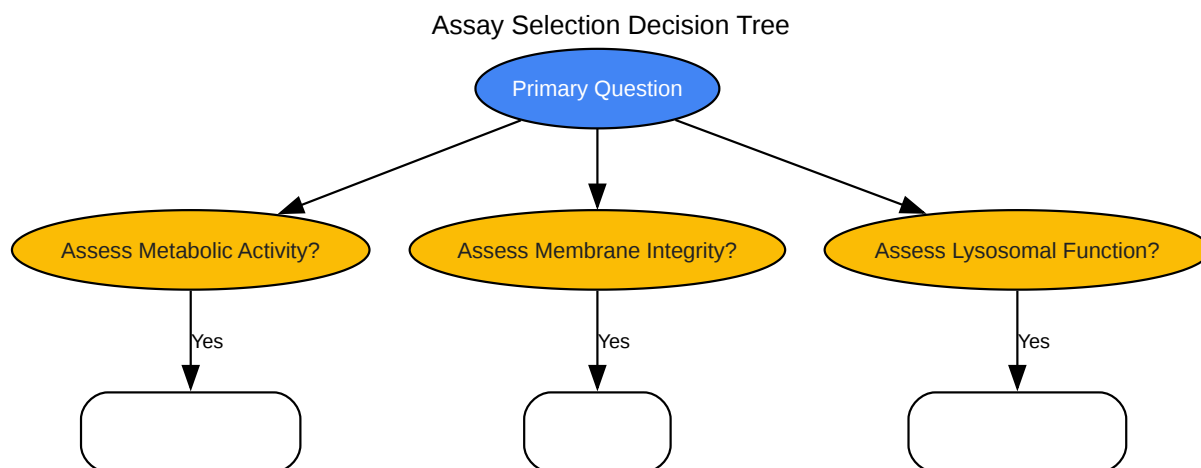 Assay Selection Decision Tree
Primary Question
Assess Metabolic Activity?
Assess Membrane Integrity?
Assess Lysosomal Function?
Yes
Yes
Yes